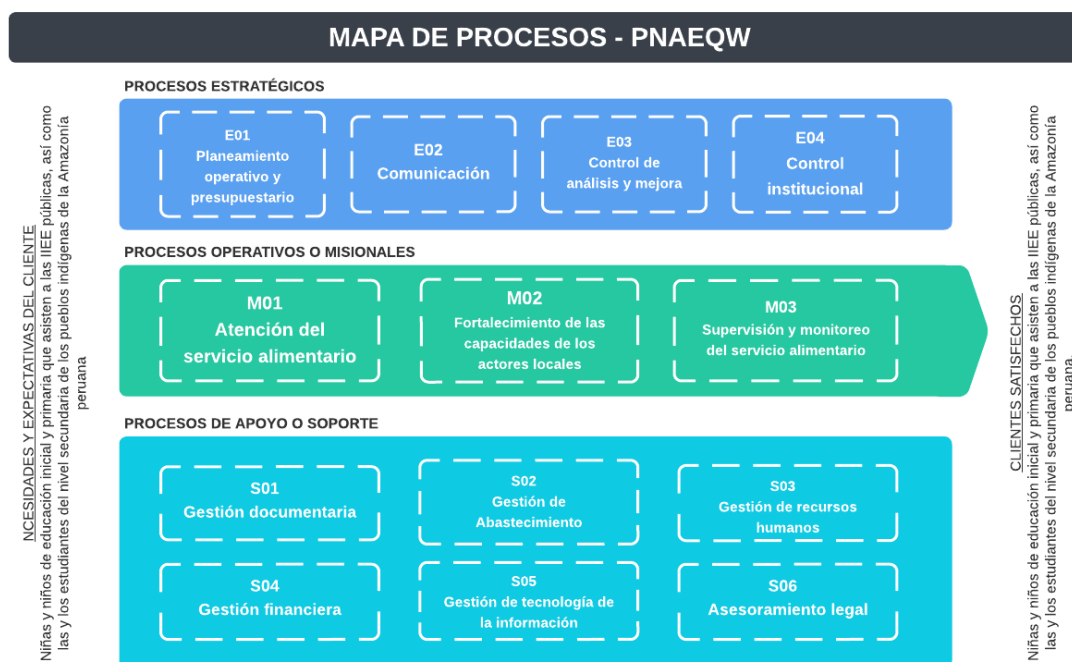 MAPA DE PROCESOS - PNAEQW
NCESIDADES Y EXPECTATIVAS DEL CLIENTE
Niñas y niños de educación inicial y primaria que asisten a las IIEE públicas, así como
las y los estudiantes del nivel secundaria de los pueblos indígenas de la Amazonía
peruana
PROCESOS ESTRATÉGICOS
E01
Planeamiento
operativo y
presupuestario
E02
Comunicación
E03
Control de
análisis y mejora
E04
Control
institucional
PROCESOS OPERATIVOS O MISIONALES
M01
Atención del
servicio alimentario
M02
Fortalecimiento de las
capacidades de los
actores locales
M03
Supervisión y monitoreo
del servicio alimentario
PROCESOS DE APOYO O SOPORTE
S01
Gestión documentaria
S02
Gestión de
Abastecimiento
S03
Gestión de recursos
humanos
S04
Gestión financiera
S05
Gestión de tecnología de
la información
S06
Asesoramiento legal
CLIENTES SATISFECHOS
Niñas y niños de educación inicial y primaria que asisten a las IIEE públicas, así como
las y los estudiantes del nivel secundaria de los pueblos indígenas de la Amazonía
peruana.